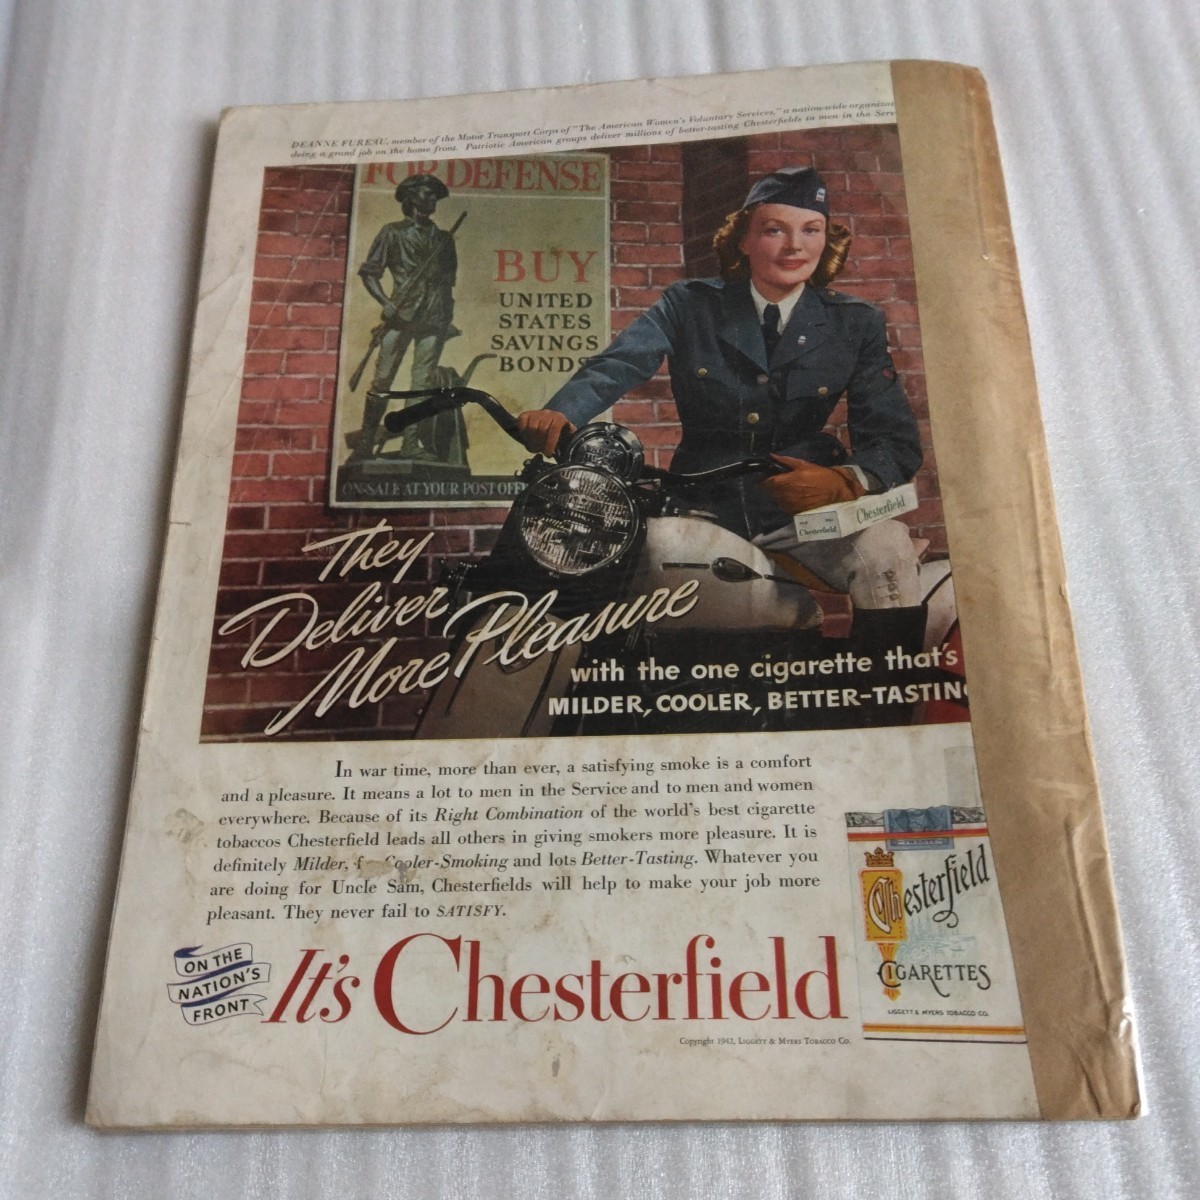 DEANNE FUREAU, member of the Motor Transport Corps of "The American Women's Voluntary Services," a nation-wide organizat
doing a grand job on the home front. Patriotic American groups deliver millions of better-tasting Chesterfields to men in the Serv
FOR DEFENSE
BUY
UNITED
STATES
SAVINGS
BONDS
ON SALE AT YOUR POST OFF
Chesterfield
Chesterfield
They
Deliver
More Pleasure
with the one cigarette that's
MILDER, COOLER, BETTER-TASTING
In war time, more than ever, a satisfying smoke is a comfort
and a pleasure. It means a lot to men in the Service and to men and women
everywhere. Because of its Right Combination of the world's best cigarette
tobaccos Chesterfield leads all others in giving smokers more pleasure. It is
definitely Milder, f Cooler-Smoking and lots Better-Tasting. Whatever you
are doing for Uncle Sam, Chesterfields will help to make your job more
pleasant. They never fail to SATISFY.
ON THE
NATION'S
FRONT
It's Chesterfield
Chesterfield
CIGARETTES
LIGGETT & MYERS TOBACCO CO.
Copyright 1942, LIGGETT & MYERS TOBACCO CO.